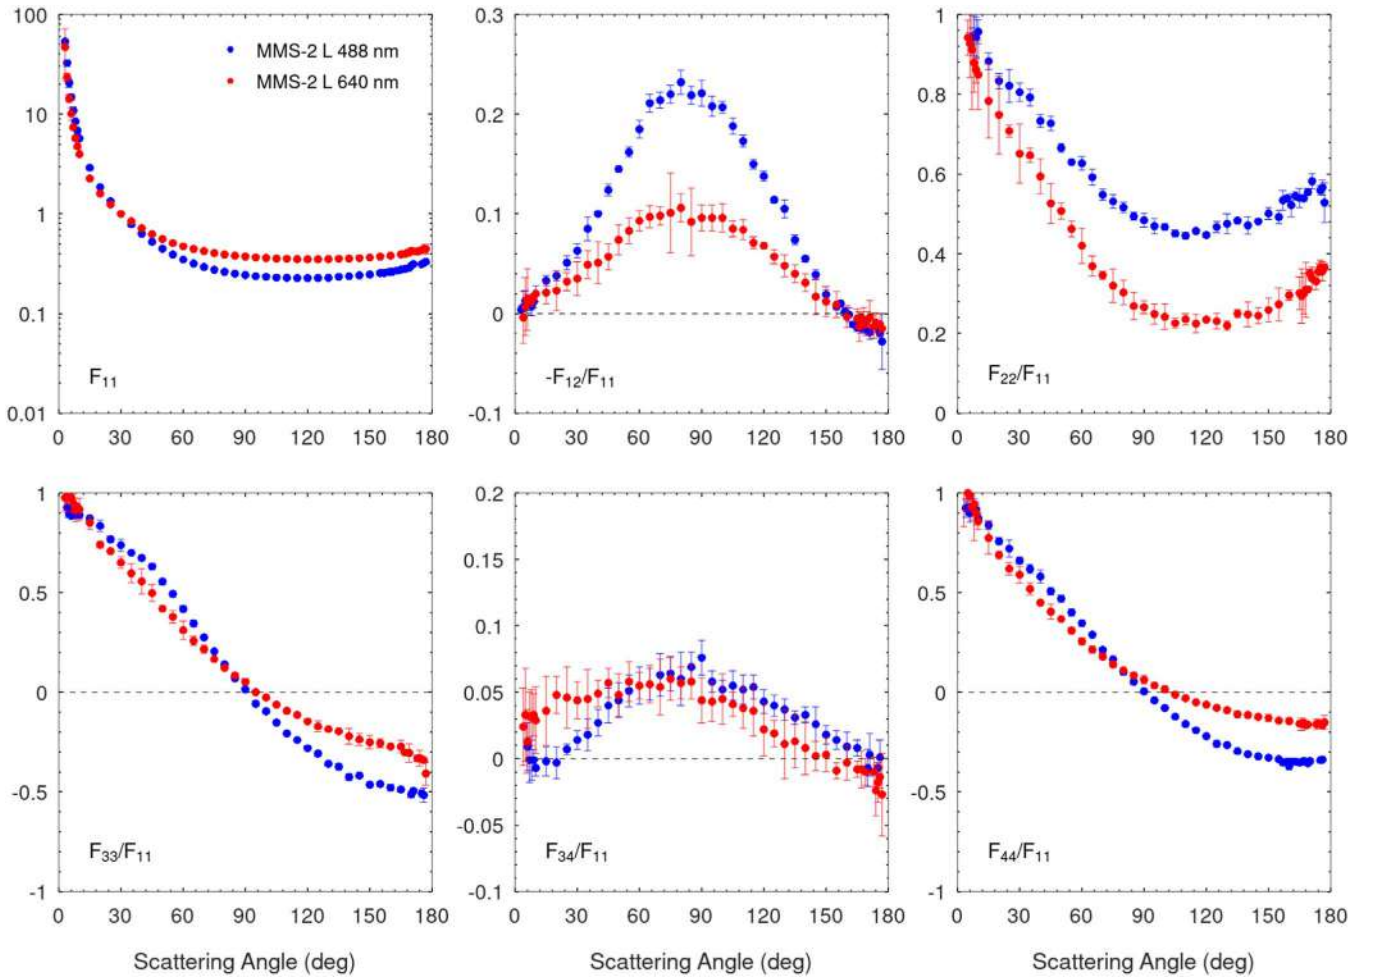 100
10
1
0.1
0.01
MMS-2 L 488 nm
MMS-2 L 640 nm
F11
0 30 60 90 120 150 180
0.3
0.2
0.1
0
-0.1
-F12/F11
0 30 60 90 120 150 180
1
0.8
0.6
0.4
0.2
0
F22/F11
0 30 60 90 120 150 180
1
0.5
0
-0.5
-1
F33/F11
0 30 60 90 120 150 180
Scattering Angle (deg)
0.2
0.15
0.1
0.05
0
-0.05
-0.1
F34/F11
0 30 60 90 120 150 180
Scattering Angle (deg)
1
0.5
0
-0.5
-1
F44/F11
0 30 60 90 120 150 180
Scattering Angle (deg)